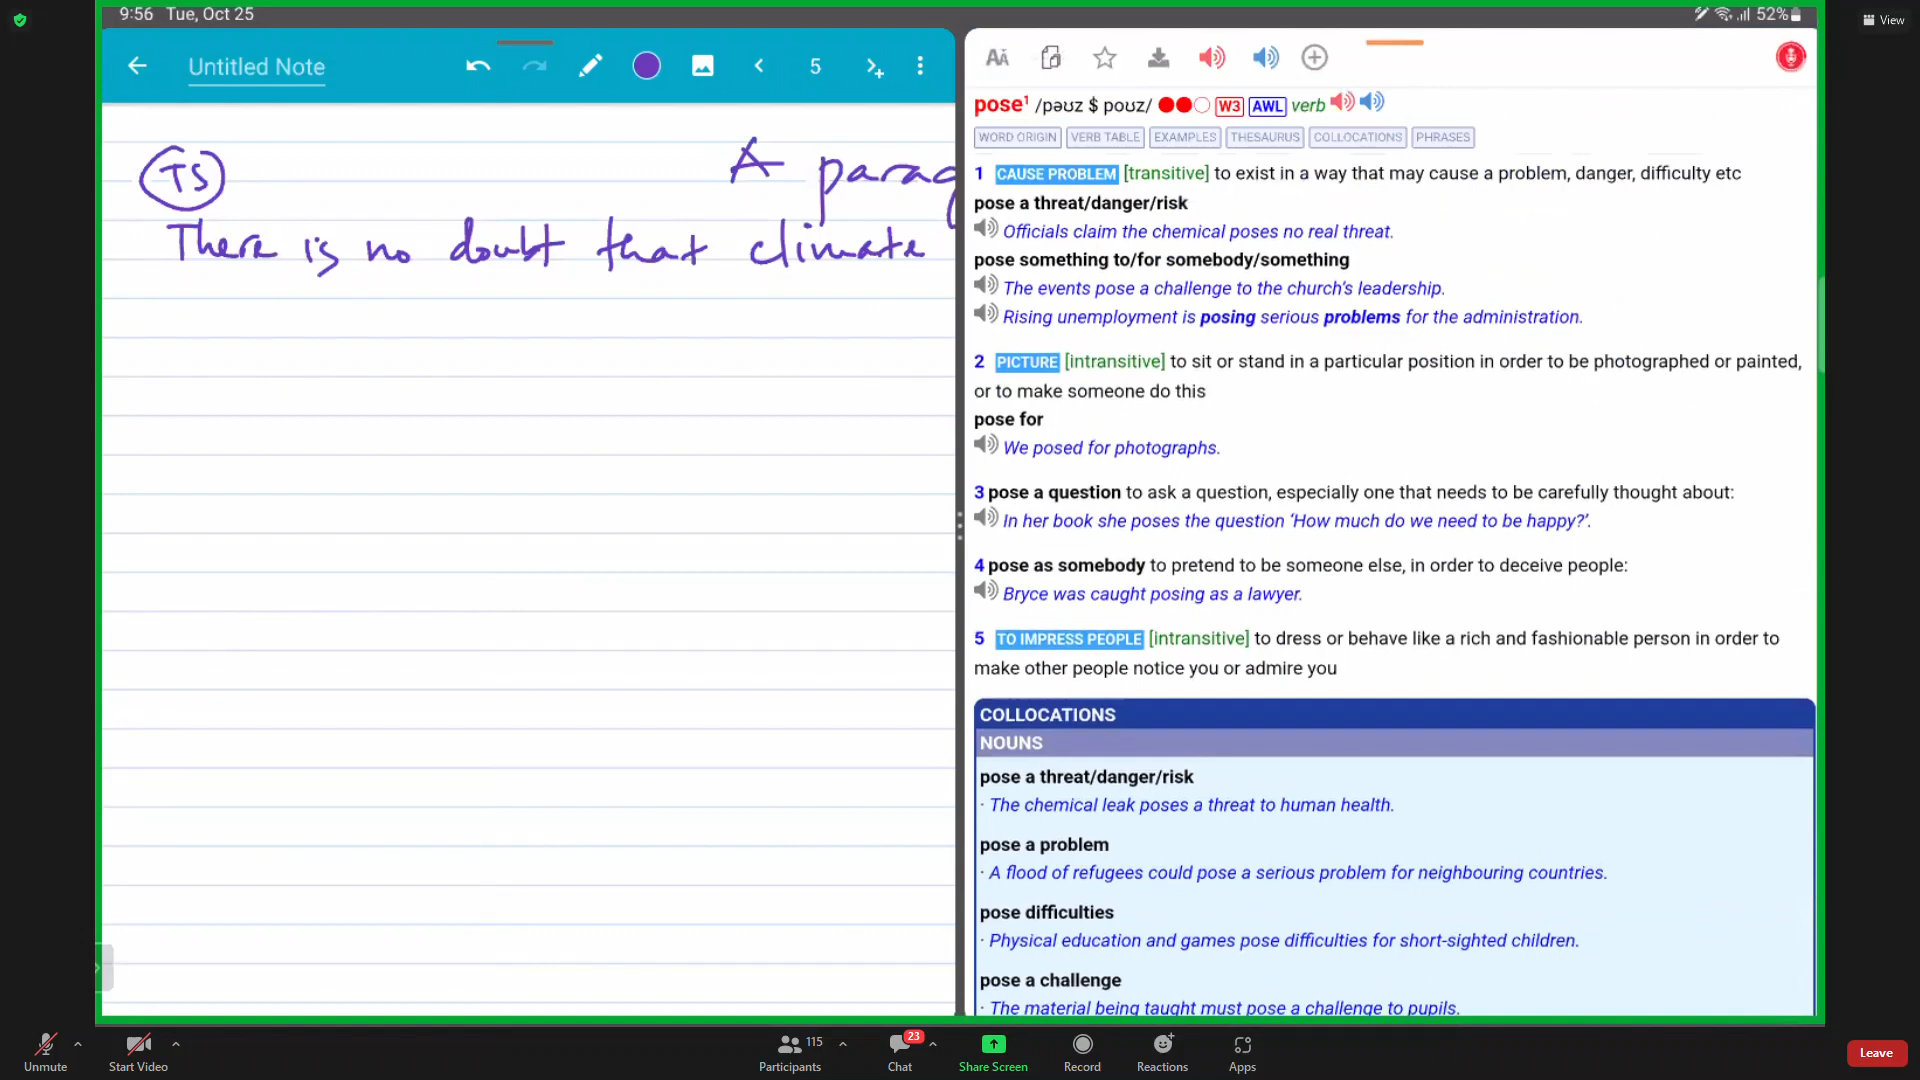 9:56 Tue, Oct 25
52%
View
Untitled Note
5
TS
A parag
There is no doubt that climate
pose¹ /pəʊz $ poʊz/ W3 AWL verb
WORD ORIGIN VERB TABLE EXAMPLES THESAURUS COLLOCATIONS PHRASES
1 CAUSE PROBLEM [transitive] to exist in a way that may cause a problem, danger, difficulty etc
pose a threat/danger/risk
Officials claim the chemical poses no real threat.
pose something to/for somebody/something
The events pose a challenge to the church's leadership.
Rising unemployment is posing serious problems for the administration.
2 PICTURE [intransitive] to sit or stand in a particular position in order to be photographed or painted,
or to make someone do this
pose for
We posed for photographs.
3 pose a question to ask a question, especially one that needs to be carefully thought about:
In her book she poses the question ‘How much do we need to be happy?’.
4 pose as somebody to pretend to be someone else, in order to deceive people:
Bryce was caught posing as a lawyer.
5 TO IMPRESS PEOPLE [intransitive] to dress or behave like a rich and fashionable person in order to
make other people notice you or admire you
COLLOCATIONS
NOUNS
pose a threat/danger/risk
· The chemical leak poses a threat to human health.
pose a problem
· A flood of refugees could pose a serious problem for neighbouring countries.
pose difficulties
· Physical education and games pose difficulties for short-sighted children.
pose a challenge
· The material being taught must pose a challenge to pupils.
Unmute Start Video Participants 115 Chat 23 Share Screen Record Reactions Apps Leave